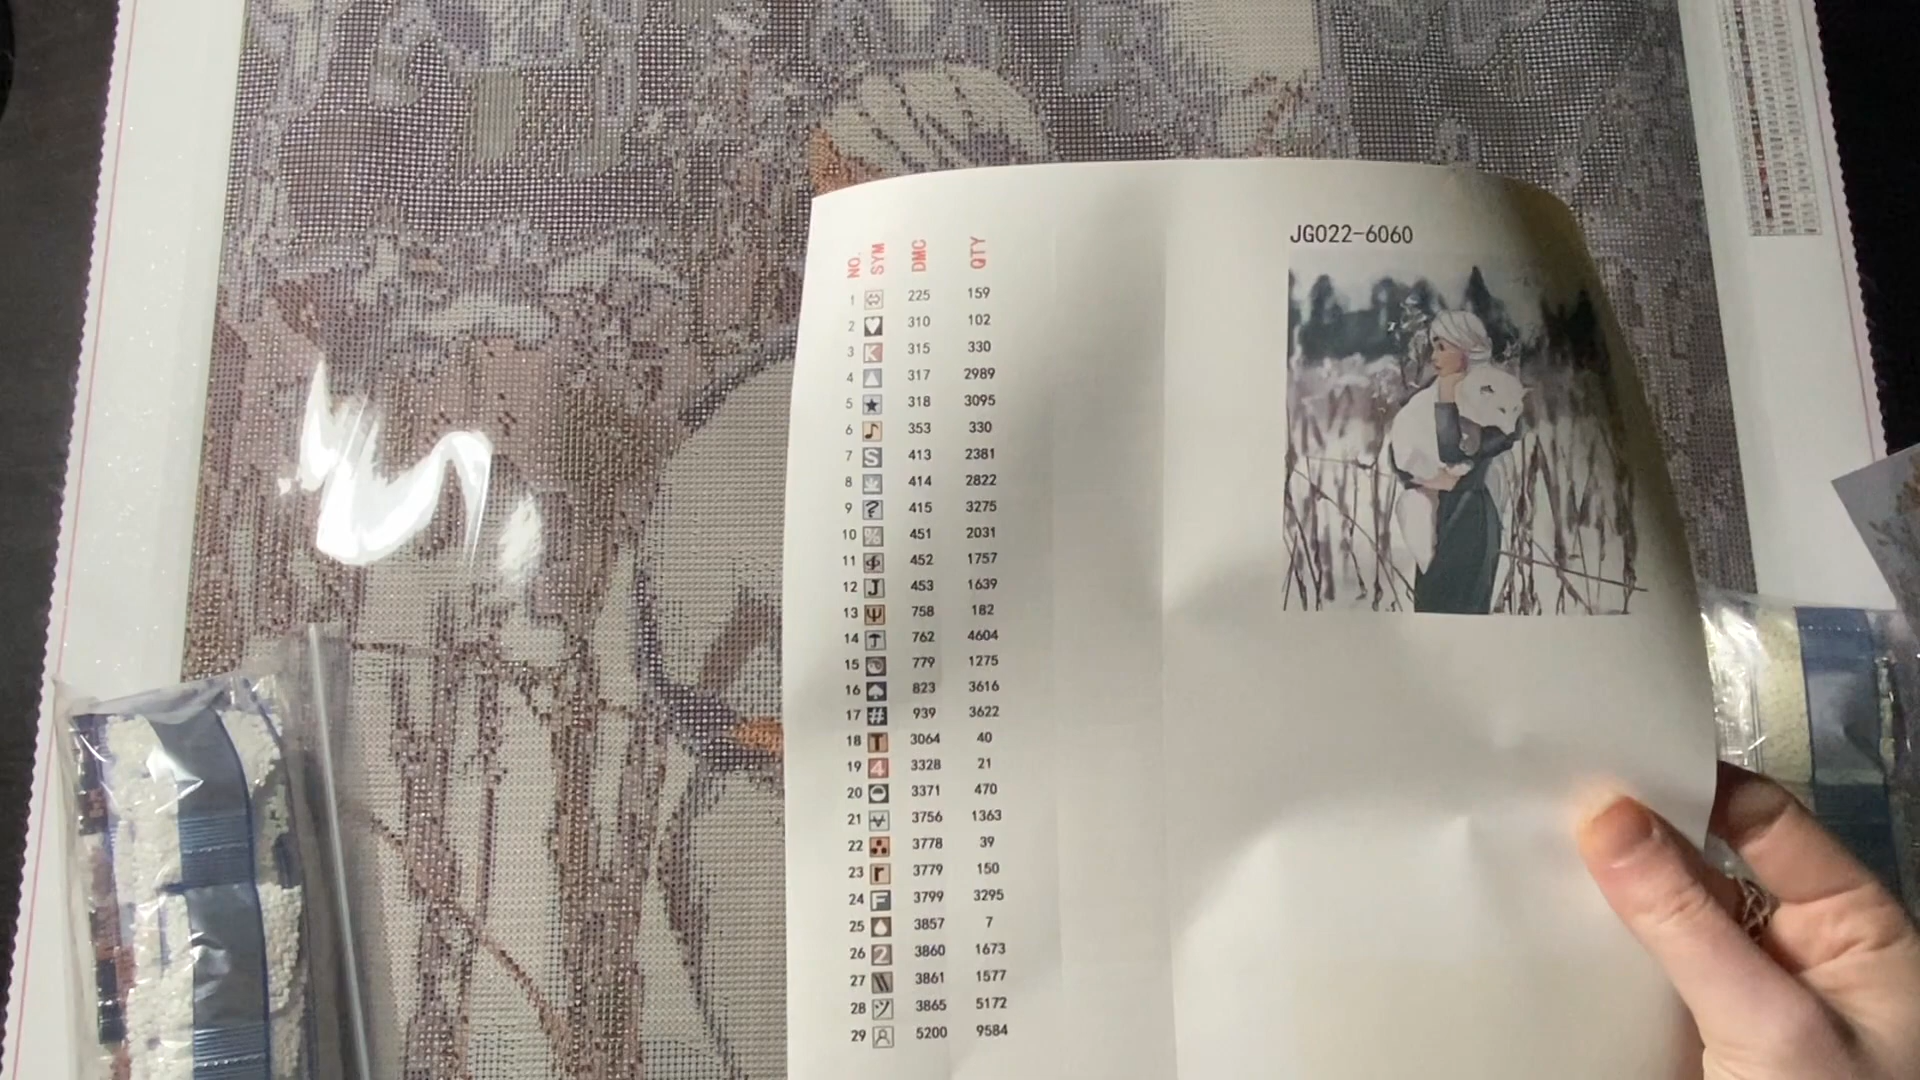 NO. SYM DMC QTY
1 225 159
2 310 102
3 K 315 330
4 317 2989
5 318 3095
6 353 330
7 S 413 2381
8 414 2822
9 ? 415 3275
10 % 451 2031
11 452 1757
12 J 453 1639
13 Ψ 758 182
14 762 4604
15 779 1275
16 823 3616
17 # 939 3622
18 T 3064 40
19 4 3328 21
20 3371 470
21 3756 1363
22 3778 39
23 r 3779 150
24 F 3799 3295
25 3857 7
26 2 3860 1673
27 \\ 3861 1577
28 ツ 3865 5172
29 5200 9584
JG022-6060